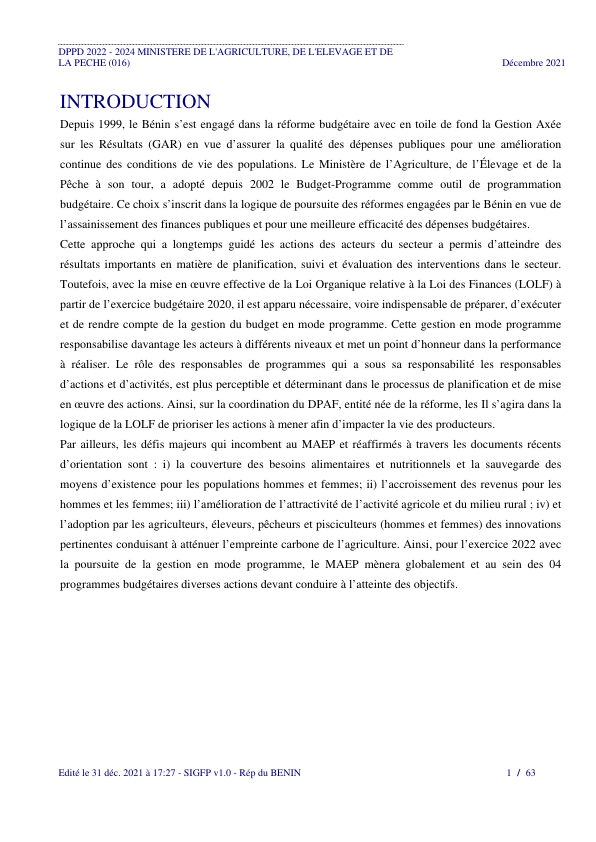 DPPD 2022 - 2024 MINISTERE DE L'AGRICULTURE, DE L'ELEVAGE ET DE
LA PECHE (016)
Décembre 2021
INTRODUCTION
Depuis 1999, le Bénin s’est engagé dans la réforme budgétaire avec en toile de fond la Gestion Axée
sur les Résultats (GAR) en vue d’assurer la qualité des dépenses publiques pour une amélioration
continue des conditions de vie des populations. Le Ministère de l’Agriculture, de l’Élevage et de la
Pêche à son tour, a adopté depuis 2002 le Budget-Programme comme outil de programmation
budgétaire. Ce choix s’inscrit dans la logique de poursuite des réformes engagées par le Bénin en vue de
l’assainissement des finances publiques et pour une meilleure efficacité des dépenses budgétaires.
Cette approche qui a longtemps guidé les actions des acteurs du secteur a permis d’atteindre des
résultats importants en matière de planification, suivi et évaluation des interventions dans le secteur.
Toutefois, avec la mise en œuvre effective de la Loi Organique relative à la Loi des Finances (LOLF) à
partir de l’exercice budgétaire 2020, il est apparu nécessaire, voire indispensable de préparer, d’exécuter
et de rendre compte de la gestion du budget en mode programme. Cette gestion en mode programme
responsabilise davantage les acteurs à différents niveaux et met un point d’honneur dans la performance
à réaliser. Le rôle des responsables de programmes qui a sous sa responsabilité les responsables
d’actions et d’activités, est plus perceptible et déterminant dans le processus de planification et de mise
en œuvre des actions. Ainsi, sur la coordination du DPAF, entité née de la réforme, les Il s’agira dans la
logique de la LOLF de prioriser les actions à mener afin d’impacter la vie des producteurs.
Par ailleurs, les défis majeurs qui incombent au MAEP et réaffirmés à travers les documents récents
d’orientation sont : i) la couverture des besoins alimentaires et nutritionnels et la sauvegarde des
moyens d’existence pour les populations hommes et femmes; ii) l’accroissement des revenus pour les
hommes et les femmes; iii) l’amélioration de l’attractivité de l’activité agricole et du milieu rural ; iv) et
l’adoption par les agriculteurs, éleveurs, pêcheurs et pisciculteurs (hommes et femmes) des innovations
pertinentes conduisant à atténuer l’empreinte carbone de l’agriculture. Ainsi, pour l’exercice 2022 avec
la poursuite de la gestion en mode programme, le MAEP mènera globalement et au sein des 04
programmes budgétaires diverses actions devant conduire à l’atteinte des objectifs.
Edité le 31 déc. 2021 à 17:27 - SIGFP v1.0 - Rép du BENIN
1 / 63